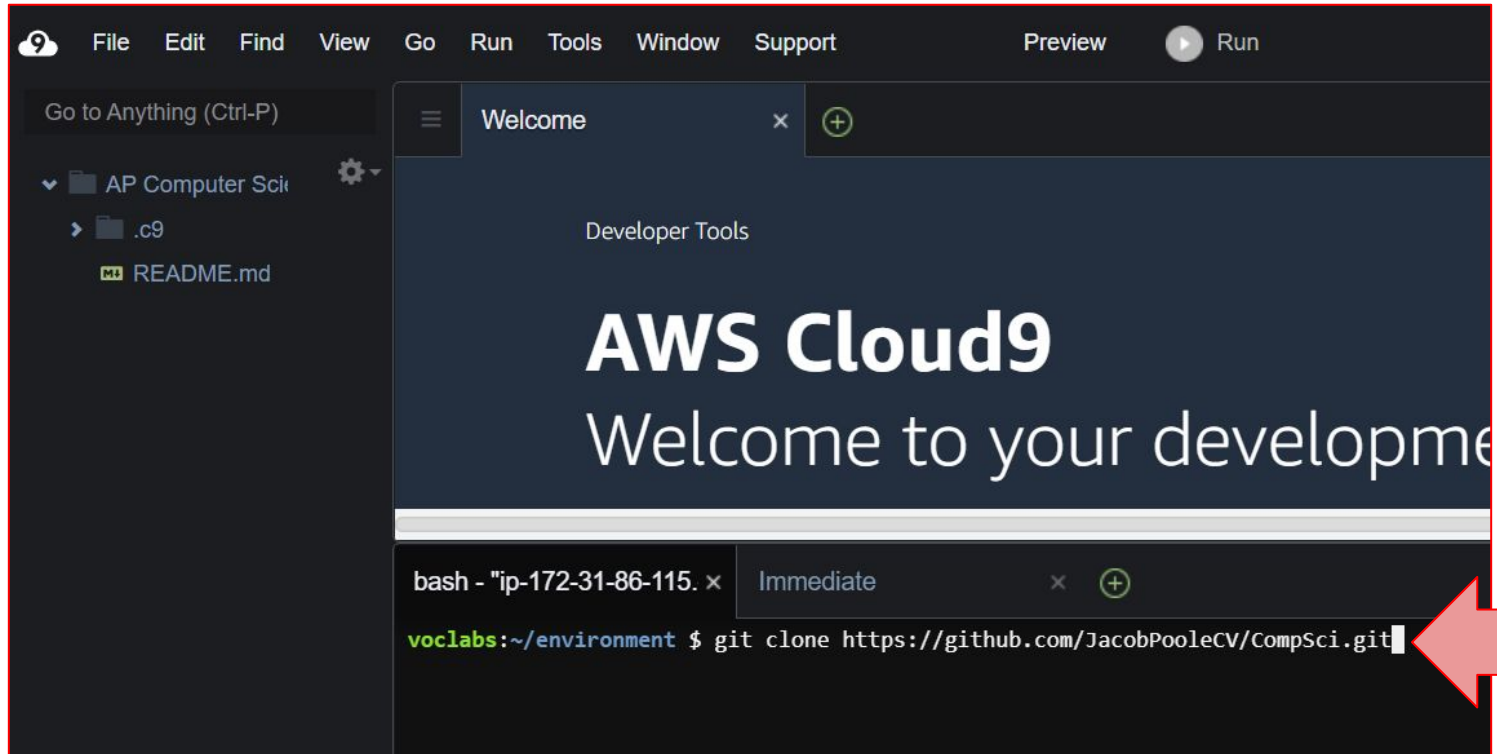 9 File Edit Find View Go Run Tools Window Support Preview Run
Go to Anything (Ctrl-P)
Welcome
AP Computer Scie
.c9
README.md
Developer Tools
AWS Cloud9
Welcome to your developme
bash - "ip-172-31-86-115. × Immediate
voclabs:~/environment $ git clone https://github.com/JacobPooleCV/CompSci.git